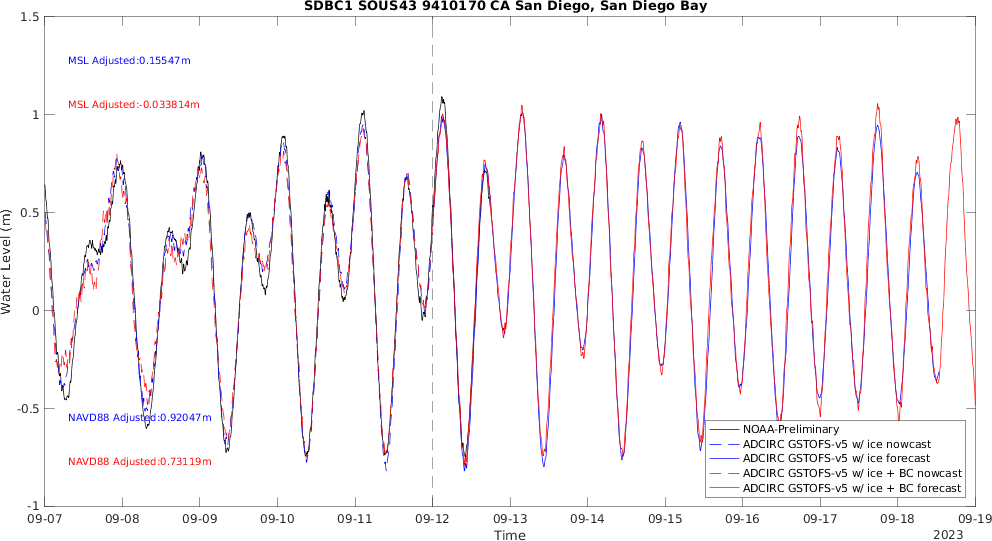 SDBC1 SOUS43 9410170 CA San Diego, San Diego Bay
1.5
MSL Adjusted:0.15547m
MSL Adjusted:-0.033814m
1
0.5
Water Level (m)
0
-0.5
NAVD88 Adjusted:0.92047m
NAVD88 Adjusted:0.73119m
-1
NOAA-Preliminary
ADCIRC GSTOFS-v5 w/ ice nowcast
ADCIRC GSTOFS-v5 w/ ice forecast
ADCIRC GSTOFS-v5 w/ ice + BC nowcast
ADCIRC GSTOFS-v5 w/ ice + BC forecast
09-07 09-08 09-09 09-10 09-11 09-12 09-13 09-14 09-15 09-16 09-17 09-18 09-19
Time
2023